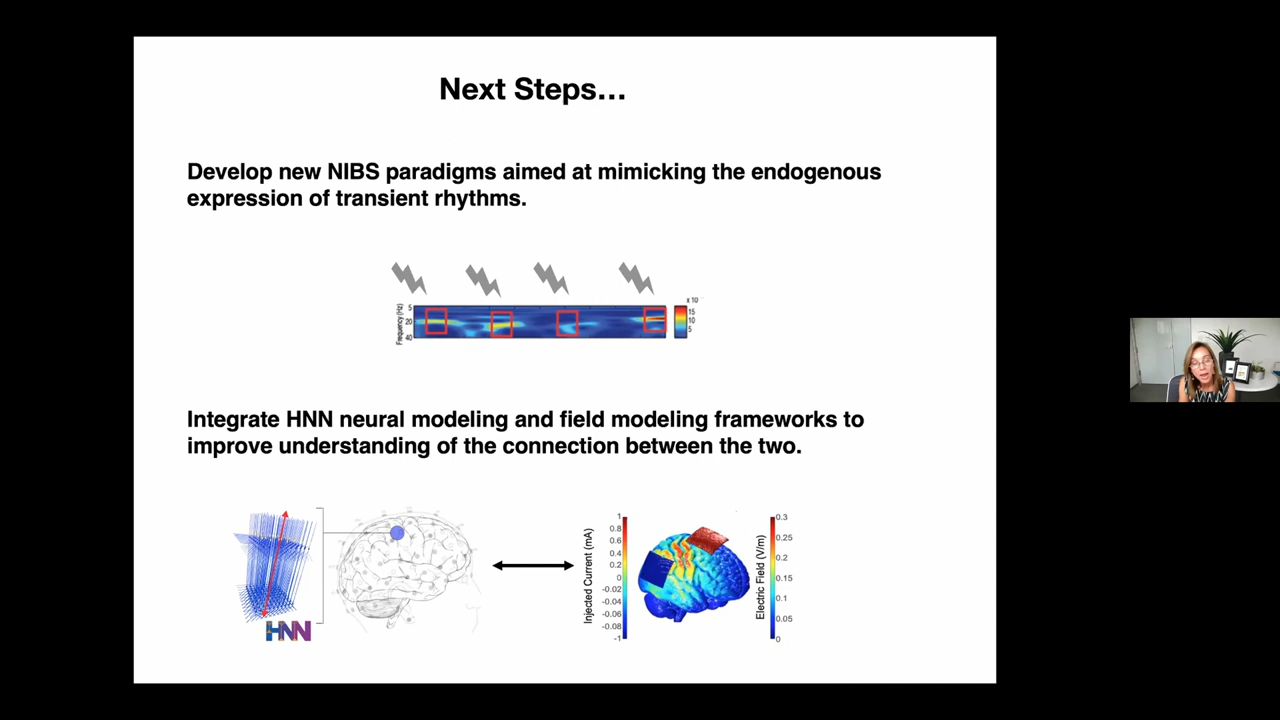 Next Steps...
Develop new NIBS paradigms aimed at mimicking the endogenous
expression of transient rhythms.
Frequency (Hz)
5
20
40
x 10
15
10
5
Integrate HNN neural modeling and field modeling frameworks to
improve understanding of the connection between the two.
HNN
Injected Current (mA)
1
0.8
0.6
0.4
0.2
0
-0.02
-0.04
-0.06
-0.08
-1
Electric Field (V/m)
0.3
0.25
0.2
0.15
0.1
0.05
0